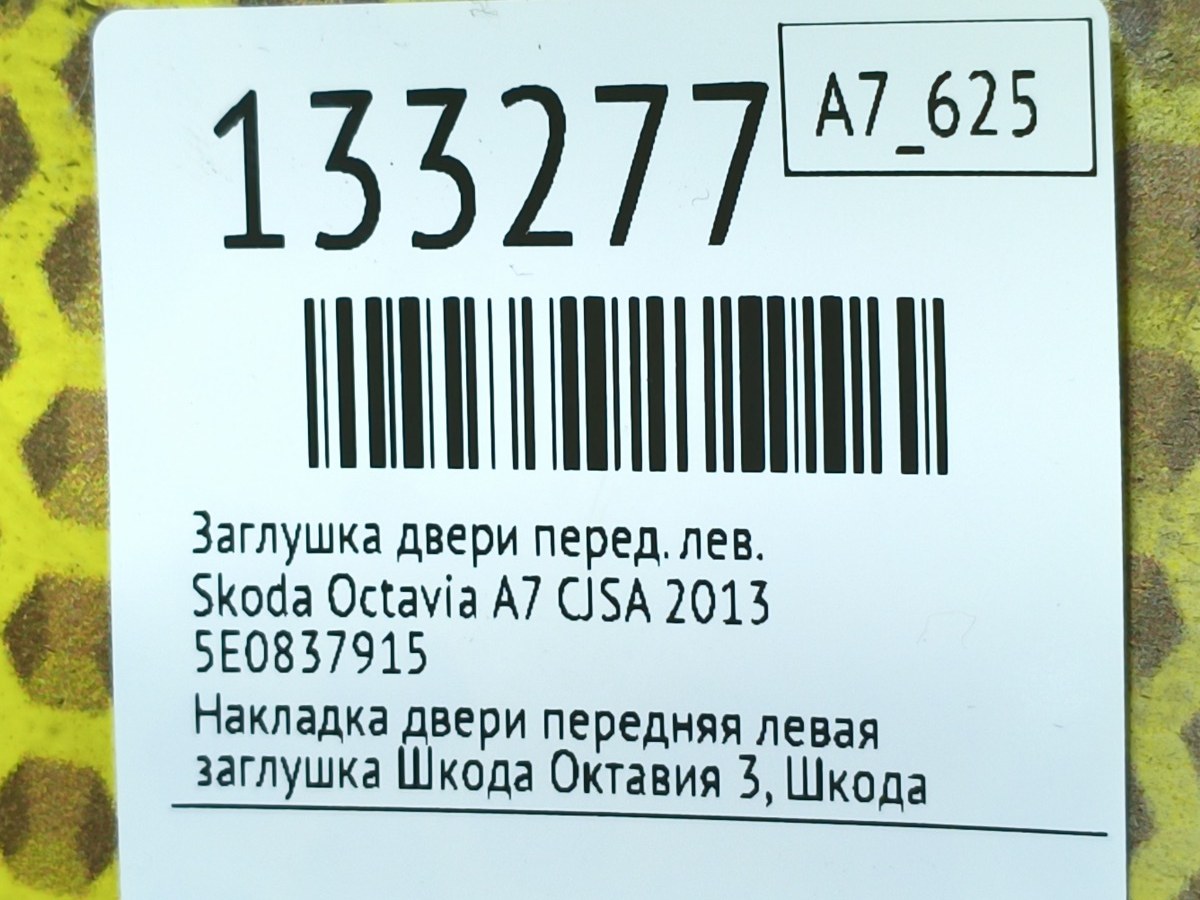 133277
A7_625
Заглушка двери перед. лев.
Skoda Octavia A7 CJSA 2013
5E0837915
Накладка двери передняя левая
заглушка Шкода Октавия 3, Шкода